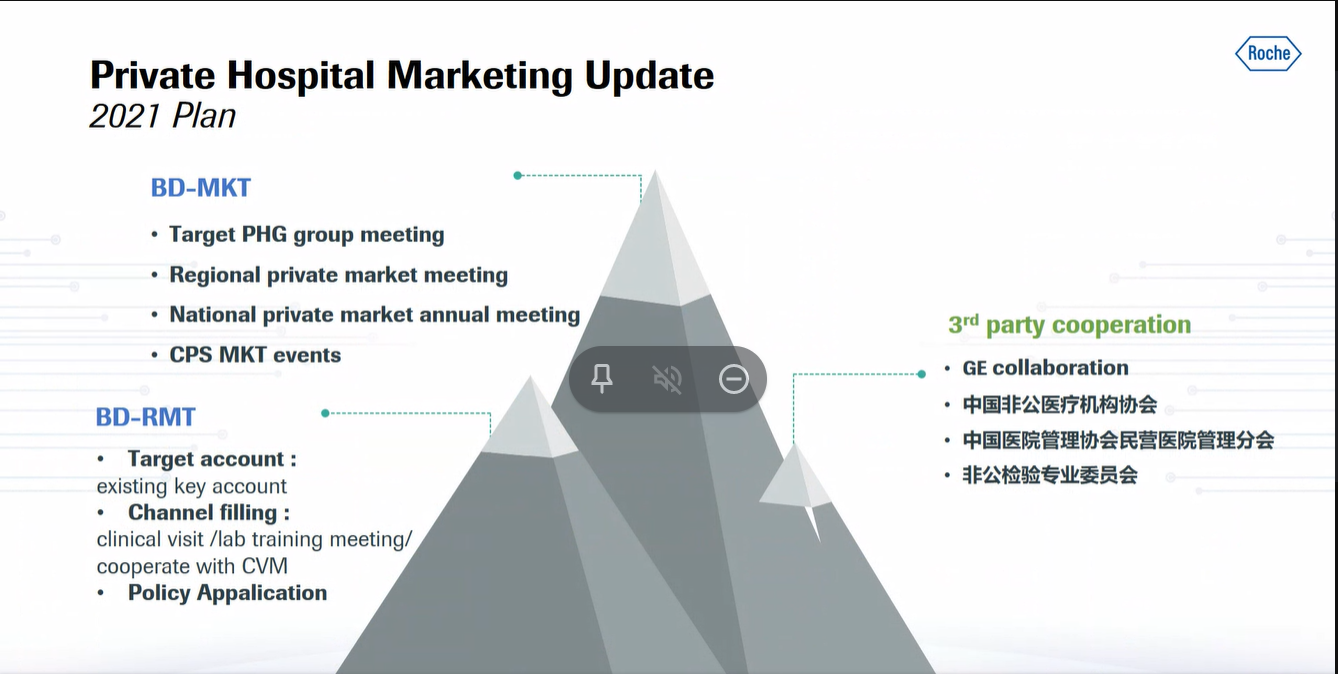 Roche
Private Hospital Marketing Update
2021 Plan
BD-MKT
• Target PHG group meeting
• Regional private market meeting
• National private market annual meeting
• CPS MKT events
BD-RMT
• Target account :
existing key account
• Channel filling :
clinical visit /lab training meeting/
cooperate with CVM
• Policy Appalication
3rd party cooperation
• GE collaboration
• 中国非公医疗机构协会
• 中国医院管理协会民营医院管理分会
• 非公检验专业委员会